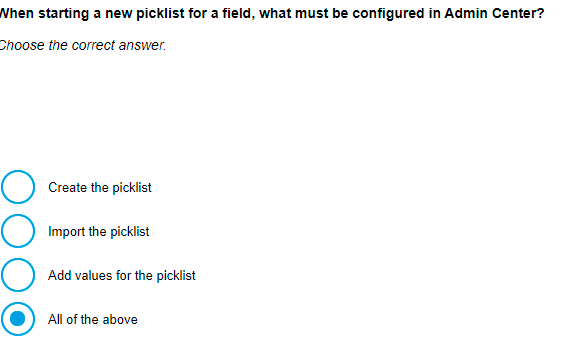 When starting a new picklist for a field, what must be configured in Admin Center?
Choose the correct answer.
Create the picklist
Import the picklist
Add values for the picklist
All of the above